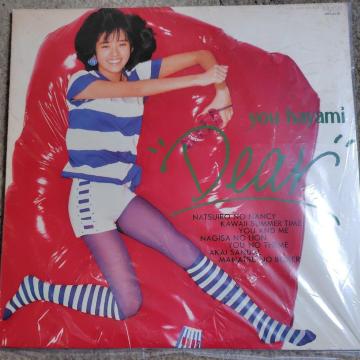 you hayami
"Dear"
NATSUIRO NO NANCY
KAWAII SUMMER TIME
YOU AND ME
NAGISA NO LION
YOU NO THEME
AKAI SANDAL